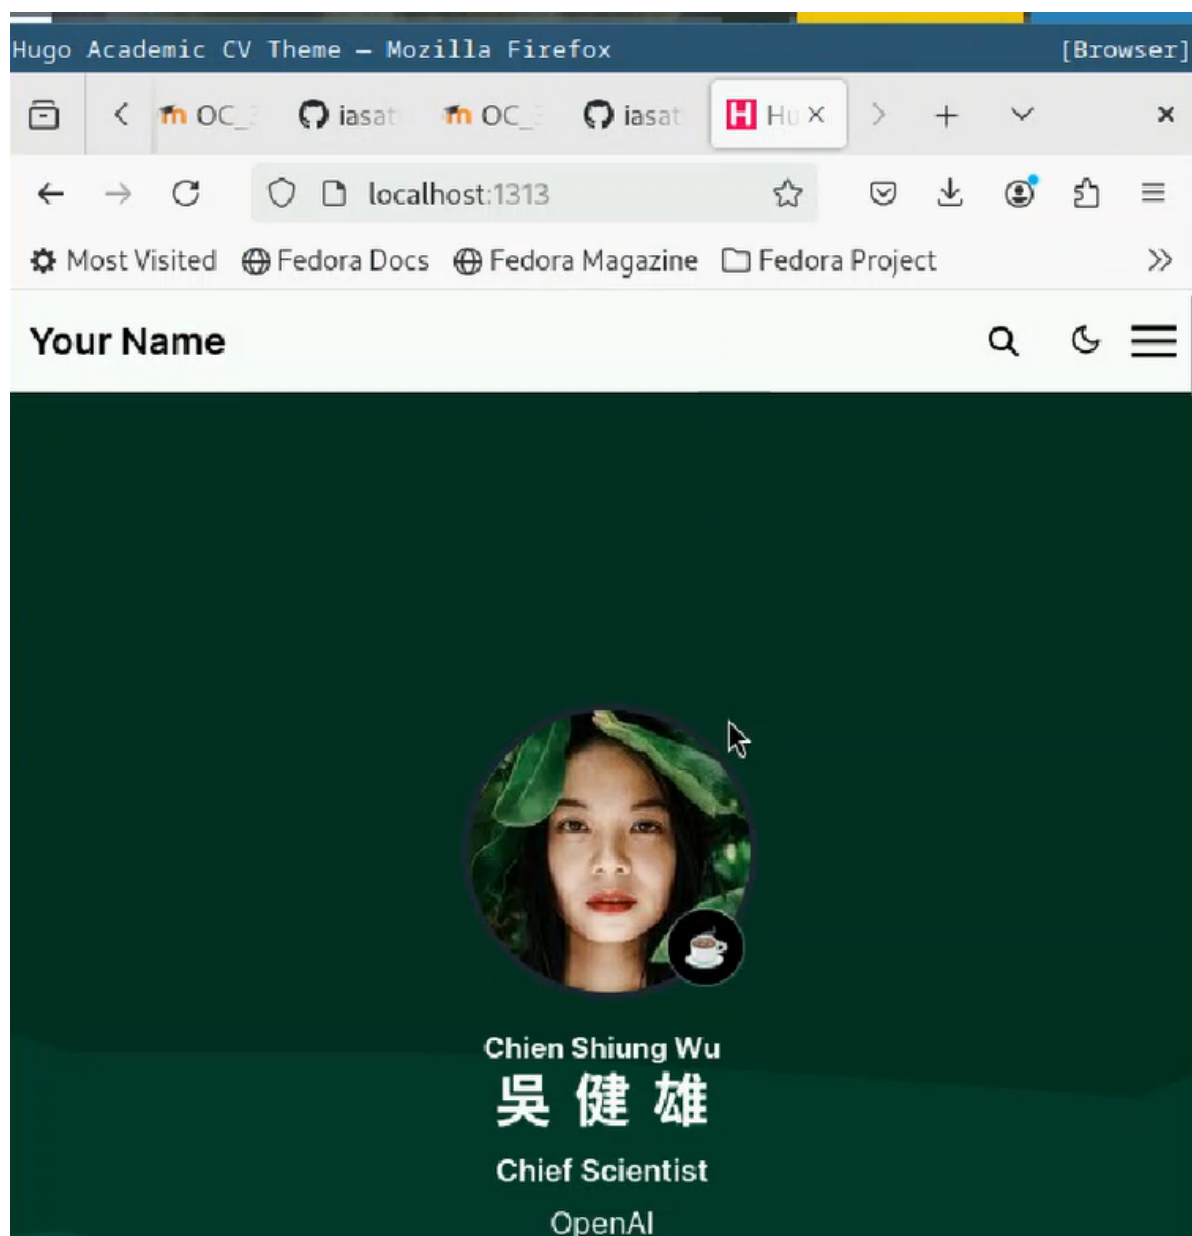 Hugo Academic CV Theme — Mozilla Firefox [Browser]
OC_ iasat OC_ iasat Hu
localhost:1313
Most Visited Fedora Docs Fedora Magazine Fedora Project
Your Name
Chien Shiung Wu
吳健雄
Chief Scientist
OpenAI